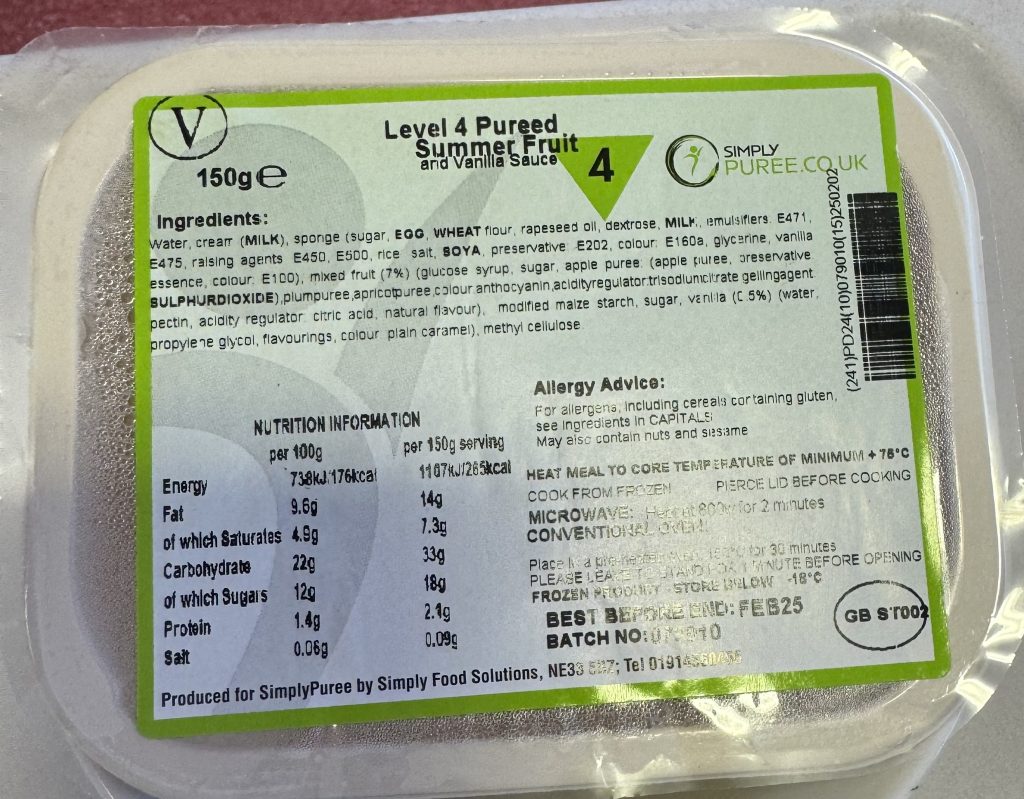 V
Level 4 Pureed
Summer Fruit
and Vanilla Sauce
150g e
4
SIMPLY
PUREE.CO.UK
Ingredients:
Water, cream (MILK), sponge (sugar, EGG, WHEAT flour, rapeseed oil, dextrose, MILK, emulsifiers E471,
E475, raising agents E450, E500, rice salt, SOYA, preservative E202, colour: E160a, glycerine, vanilla
essence, colour: E100), mixed fruit (7%) (glucose syrup, sugar, apple puree: (apple puree, preservative
SULPHURDIOXIDE),plumpuree,apricotpuree,colour anthocyanin,acidityregulator:trisodiumcitrate gellingagent
pectin, acidity regulator: citric acid, natural flavour), modified maize starch, sugar, vanilla (0.5%) (water,
propylene glycol, flavourings, colour plain caramel), methyl cellulose
(241)PD24(10)079010(15)250202
Allergy Advice:
For allergens, including cereals containing gluten,
see ingredients in CAPITALS
May also contain nuts and sesame
NUTRITION INFORMATION
per 100g per 150g serving
Energy 738kJ/176kcal 1107kJ/265kcal
Fat 9.6g 14g
of which Saturates 4.9g 7.3g
Carbohydrate 22g 33g
of which Sugars 12g 18g
Protein 1.4g 2.1g
Salt 0.06g 0.09g
HEAT MEAL TO CORE TEMPERATURE OF MINIMUM +75°C
COOK FROM FROZEN PIERCE LID BEFORE COOKING
MICROWAVE: 800w for 2 minutes
CONVENTIONAL OVEN:
Place in a pre-heated for 30 minutes
PLEASE LEAVE TO STAND FOR 1 MINUTE BEFORE OPENING
FROZEN PRODUCT - STORE BELOW -18°C
BEST BEFORE END: FEB25
BATCH NO:
GB ST002
Produced for SimplyPuree by Simply Food Solutions, NE33 Tel